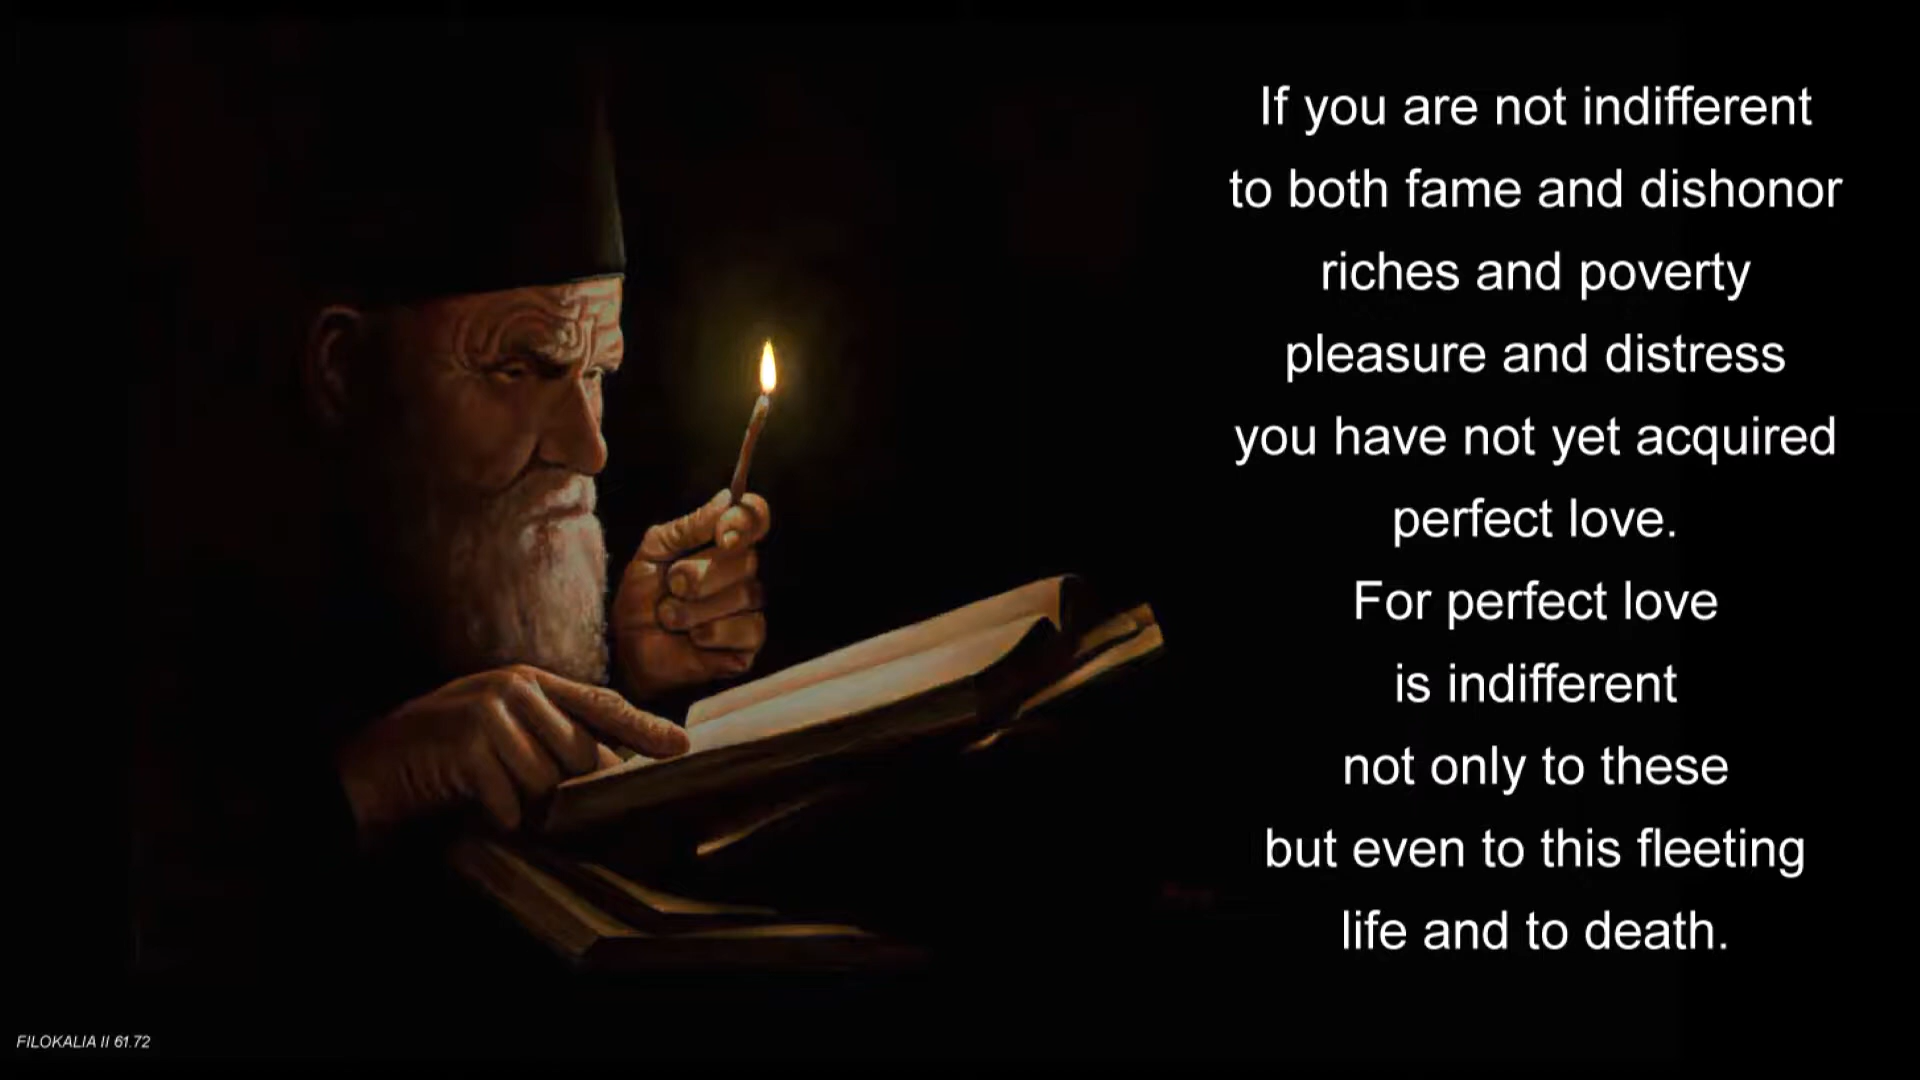 If you are not indifferent
to both fame and dishonor
riches and poverty
pleasure and distress
you have not yet acquired
perfect love.
For perfect love
is indifferent
not only to these
but even to this fleeting
life and to death.
FILOKALIA II 61.72